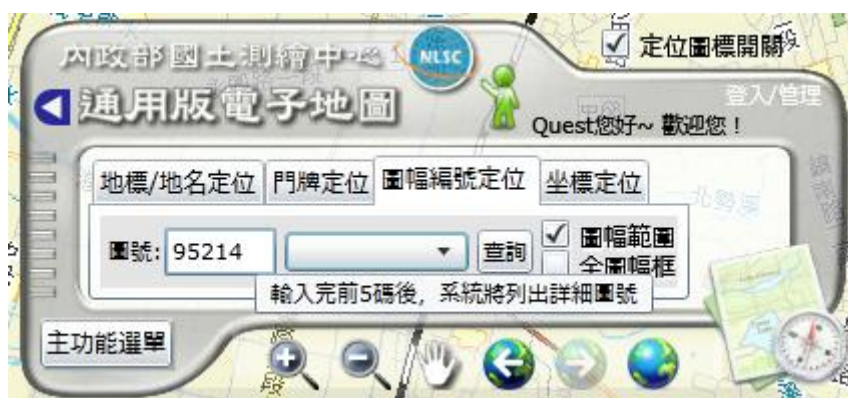 內政部國土測繪中心
NLSC
定位圖標開關
通用版電子地圖
登入/管理
Quest您好~ 歡迎您！
地標/地名定位 門牌定位 圖幅編號定位 坐標定位
圖號: 95214 查詢 圖幅範圍
全圖幅框
輸入完前5碼後, 系統將列出詳細圖號
主功能選單